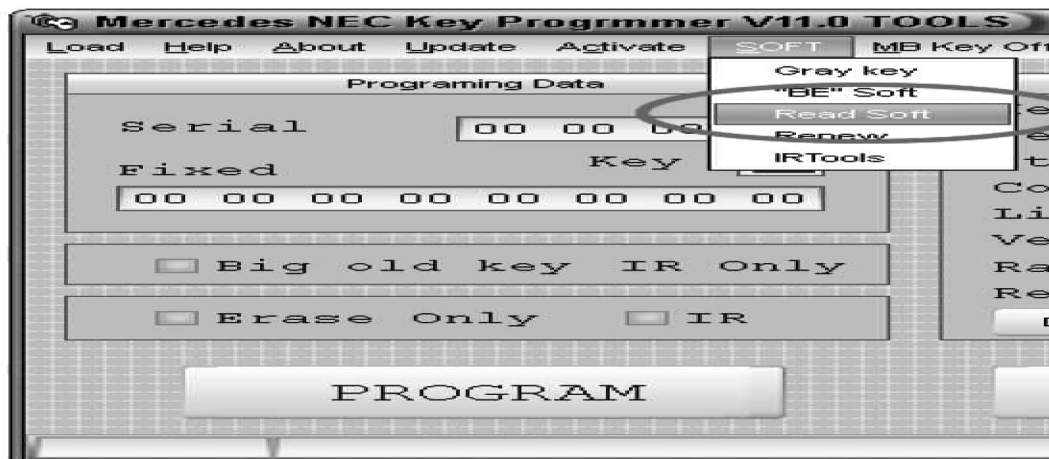 Mercedes NEC Key Progrmmer V11.0 TOOLS
Load Help About Update Activate SOFT MB Key Off
Gray key
"BE" Soft
Read Soft
Renew
IRTools
Programing Data
Serial 00 00 00
Key
Fixed
00 00 00 00 00 00 00 00
Big old key IR Only
Erase Only IR
PROGRAM
Co
Li
Ve
Ra
Re